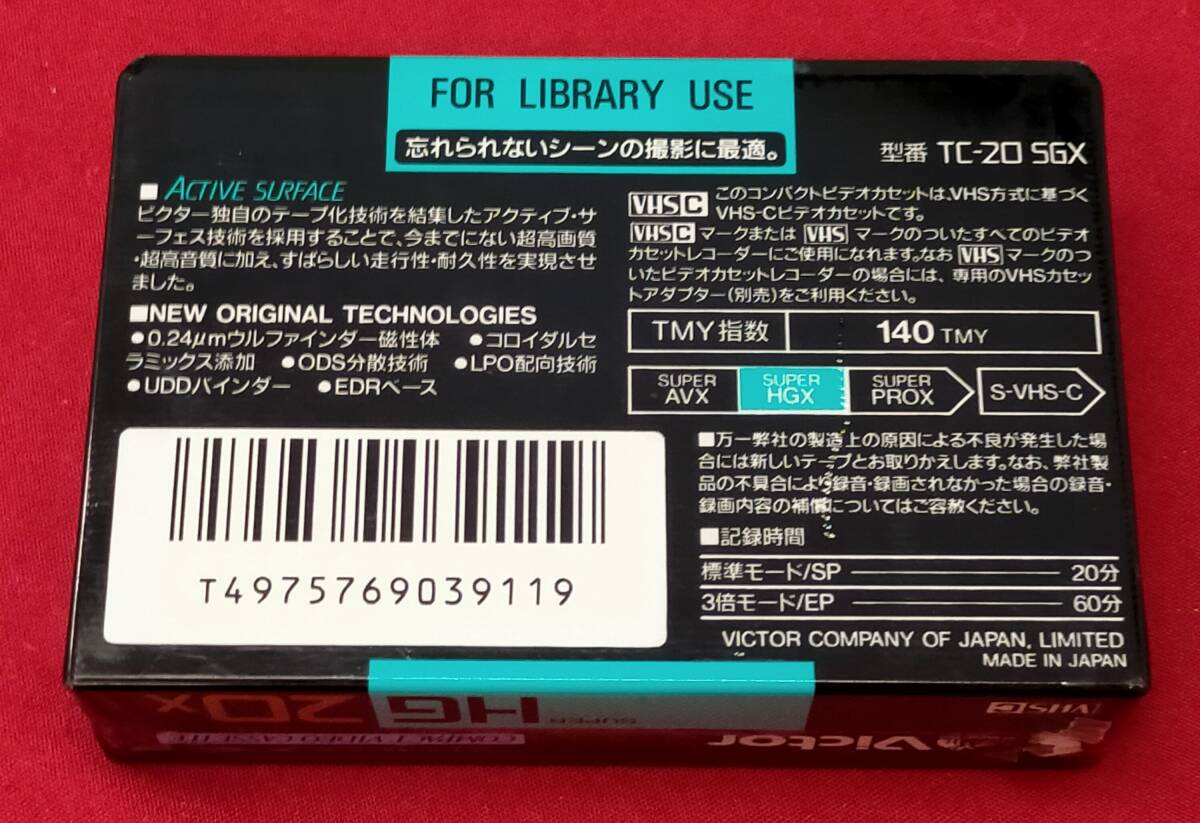 FOR LIBRARY USE
忘れられないシーンの撮影に最適。
型番 TC-20 SGX
■ ACTIVE SURFACE
ビクター独自のテープ化技術を結集したアクティブ・サ
ーフェス技術を採用することで、今までにない超高画質
・超高音質に加え、すばらしい走行性・耐久性を実現させ
ました。
■NEW ORIGINAL TECHNOLOGIES
●0.24μmウルファインダー磁性体 ●コロイダルセ
ラミックス添加 ●ODS分散技術 ●LPO配向技術
●UDDバインダー ●EDRベース
VHS C このコンパクトビデオカセットは、VHS方式に基づく
VHS-Cビデオカセットです。
VHS C マークまたは VHS マークのついたすべてのビデオ
カセットレコーダーにご使用になれます。なお VHS マークのつ
いたビデオカセットレコーダーの場合には、専用のVHSカセッ
トアダプター(別売)をご利用ください。
TMY指数 140 TMY
SUPER AVX SUPER HGX SUPER PROX S-VHS-C
■万一弊社の製造上の原因による不良が発生した場
合には新しいテープとお取りかえします。なお、弊社製
品の不具合により録音・録画されなかった場合の録音・
録画内容の補償についてはご容赦ください。
■記録時間
標準モード/SP 20分
3倍モード/EP 60分
VICTOR COMPANY OF JAPAN, LIMITED
MADE IN JAPAN
T4975769039119
VHS C SUPER HG 20X
Victor COMPACT VIDEO CASSETTE